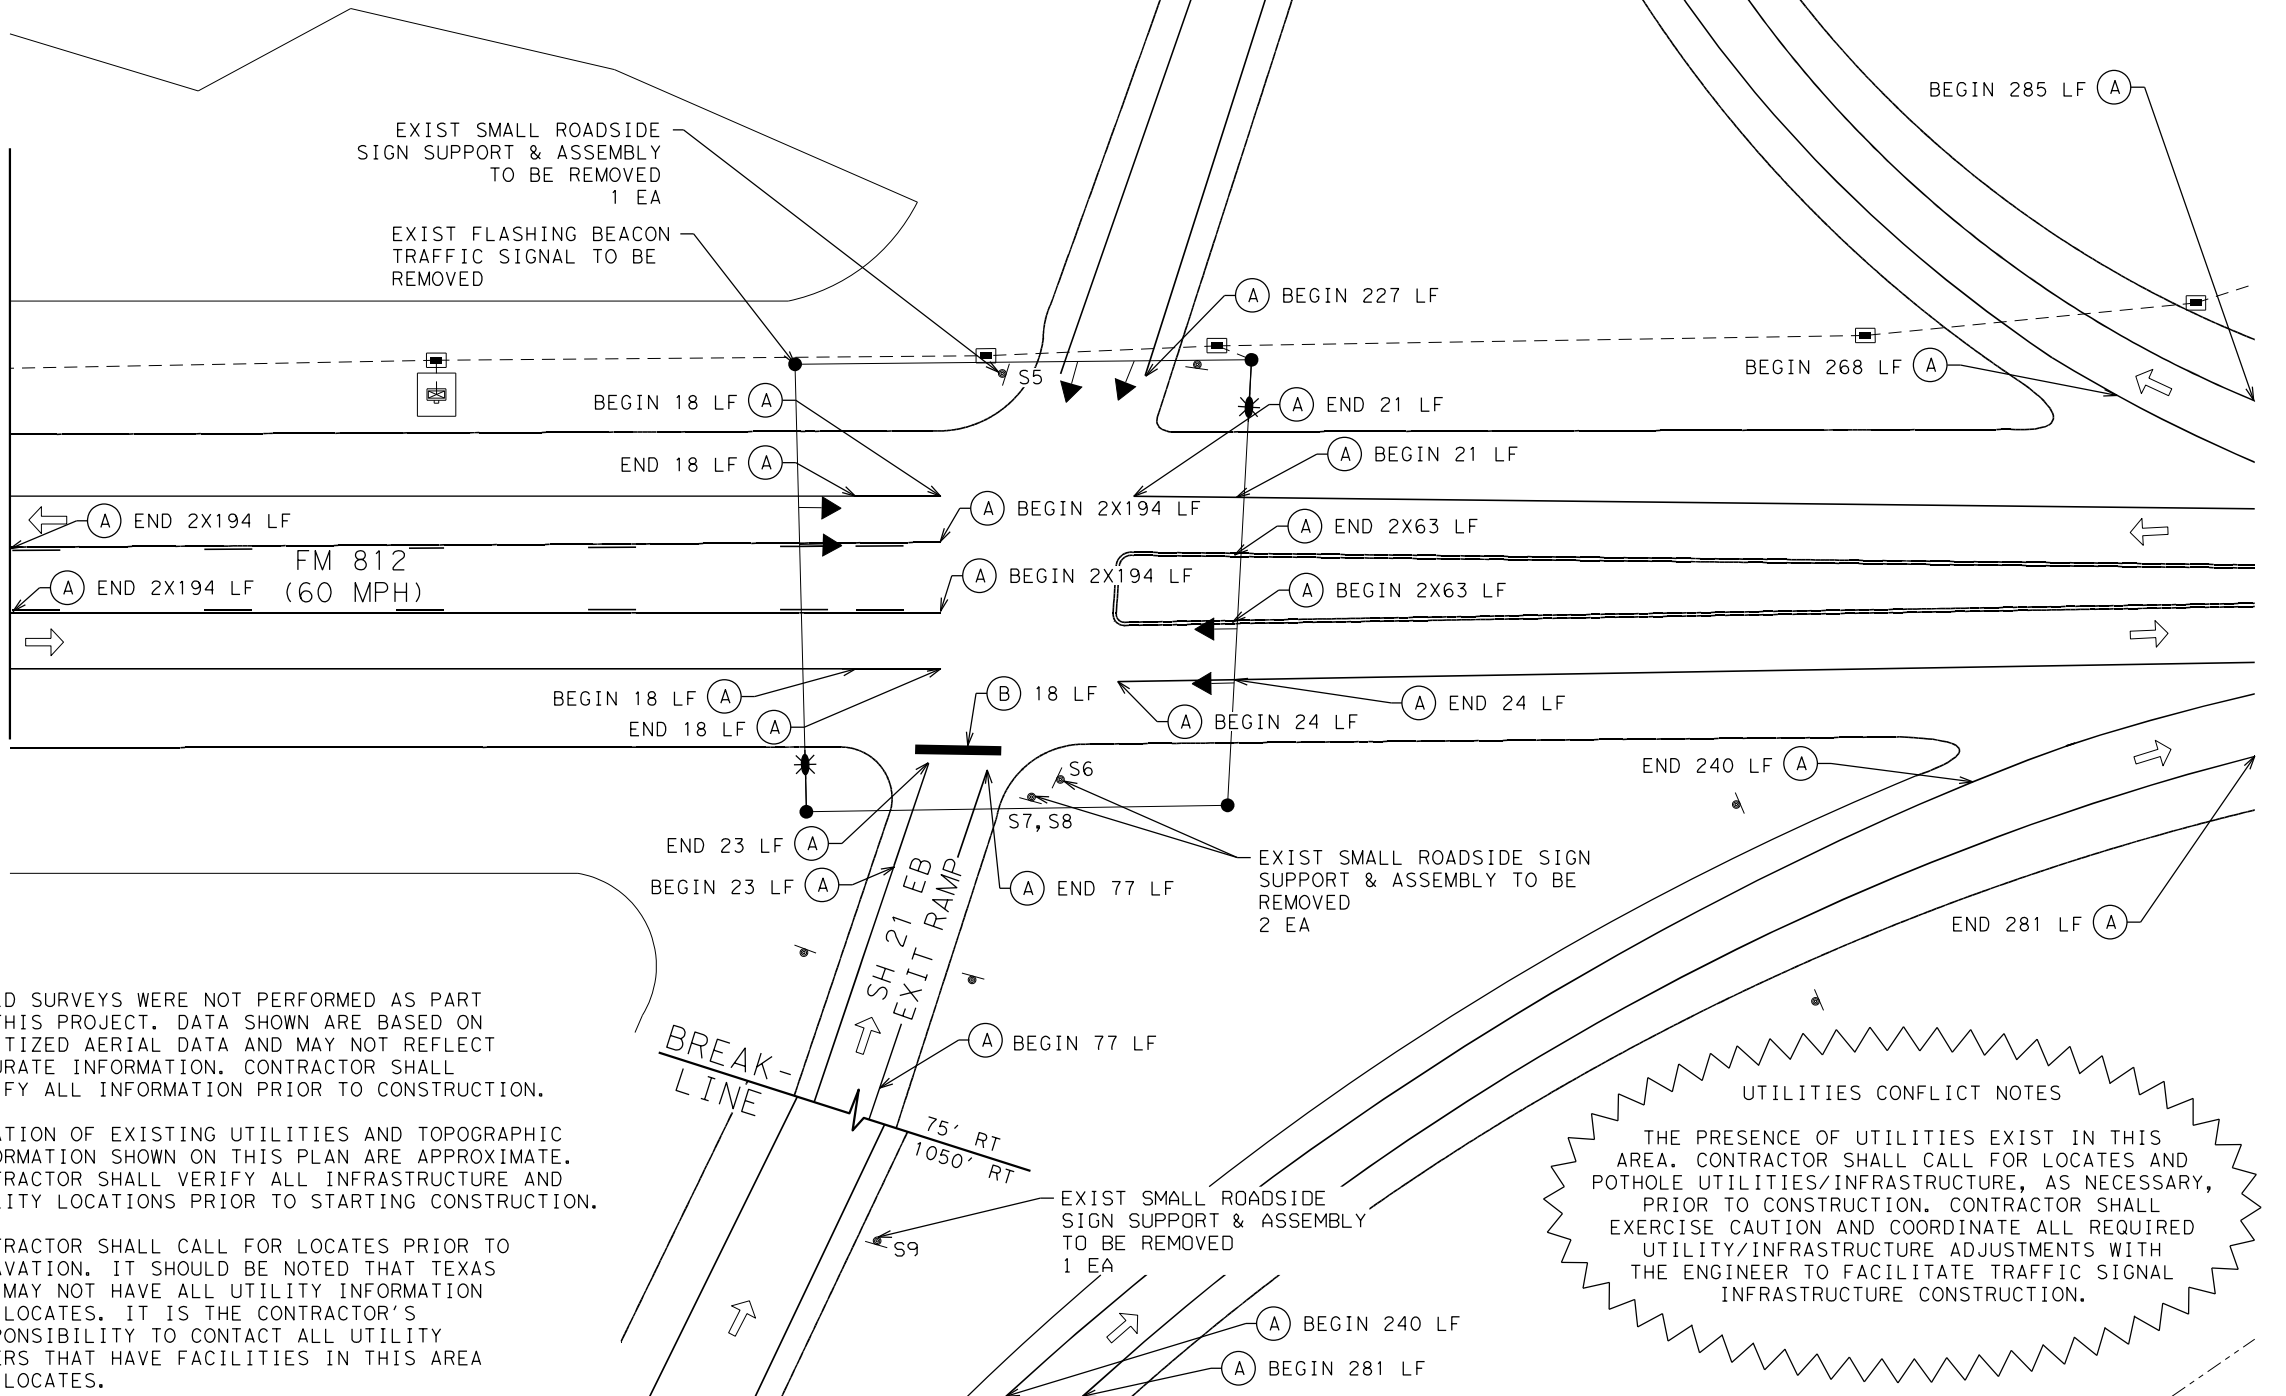 BEGIN 285 LF A
EXIST SMALL ROADSIDE
SIGN SUPPORT & ASSEMBLY
TO BE REMOVED
1 EA
EXIST FLASHING BEACON
TRAFFIC SIGNAL TO BE
REMOVED
A BEGIN 227 LF
BEGIN 268 LF A
S5
BEGIN 18 LF A
A END 21 LF
END 18 LF A
A BEGIN 21 LF
A END 2X194 LF
A BEGIN 2X194 LF
A END 2X63 LF
FM 812
(60 MPH)
A END 2X194 LF
A BEGIN 2X194 LF
A BEGIN 2X63 LF
BEGIN 18 LF A
B 18 LF
A END 24 LF
END 18 LF A
A BEGIN 24 LF
S6
END 240 LF A
S7,S8
END 23 LF A
BEGIN 23 LF A
A END 77 LF
EXIST SMALL ROADSIDE SIGN
SUPPORT & ASSEMBLY TO BE
REMOVED
2 EA
END 281 LF A
SH 21 EB
EXIT RAMP
A BEGIN 77 LF
BREAK-
LINE
75' RT
1050' RT
D SURVEYS WERE NOT PERFORMED AS PART
THIS PROJECT. DATA SHOWN ARE BASED ON
TIZED AERIAL DATA AND MAY NOT REFLECT
URATE INFORMATION. CONTRACTOR SHALL
FY ALL INFORMATION PRIOR TO CONSTRUCTION.
ATION OF EXISTING UTILITIES AND TOPOGRAPHIC
ORMATION SHOWN ON THIS PLAN ARE APPROXIMATE.
TRACTOR SHALL VERIFY ALL INFRASTRUCTURE AND
LITY LOCATIONS PRIOR TO STARTING CONSTRUCTION.
TRACTOR SHALL CALL FOR LOCATES PRIOR TO
AVATION. IT SHOULD BE NOTED THAT TEXAS
MAY NOT HAVE ALL UTILITY INFORMATION
LOCATES. IT IS THE CONTRACTOR'S
PONSIBILITY TO CONTACT ALL UTILITY
ERS THAT HAVE FACILITIES IN THIS AREA
LOCATES.
EXIST SMALL ROADSIDE
SIGN SUPPORT & ASSEMBLY
TO BE REMOVED
1 EA
S9
A BEGIN 240 LF
A BEGIN 281 LF
UTILITIES CONFLICT NOTES
THE PRESENCE OF UTILITIES EXIST IN THIS
AREA. CONTRACTOR SHALL CALL FOR LOCATES AND
POTHOLE UTILITIES/INFRASTRUCTURE, AS NECESSARY,
PRIOR TO CONSTRUCTION. CONTRACTOR SHALL
EXERCISE CAUTION AND COORDINATE ALL REQUIRED
UTILITY/INFRASTRUCTURE ADJUSTMENTS WITH
THE ENGINEER TO FACILITATE TRAFFIC SIGNAL
INFRASTRUCTURE CONSTRUCTION.